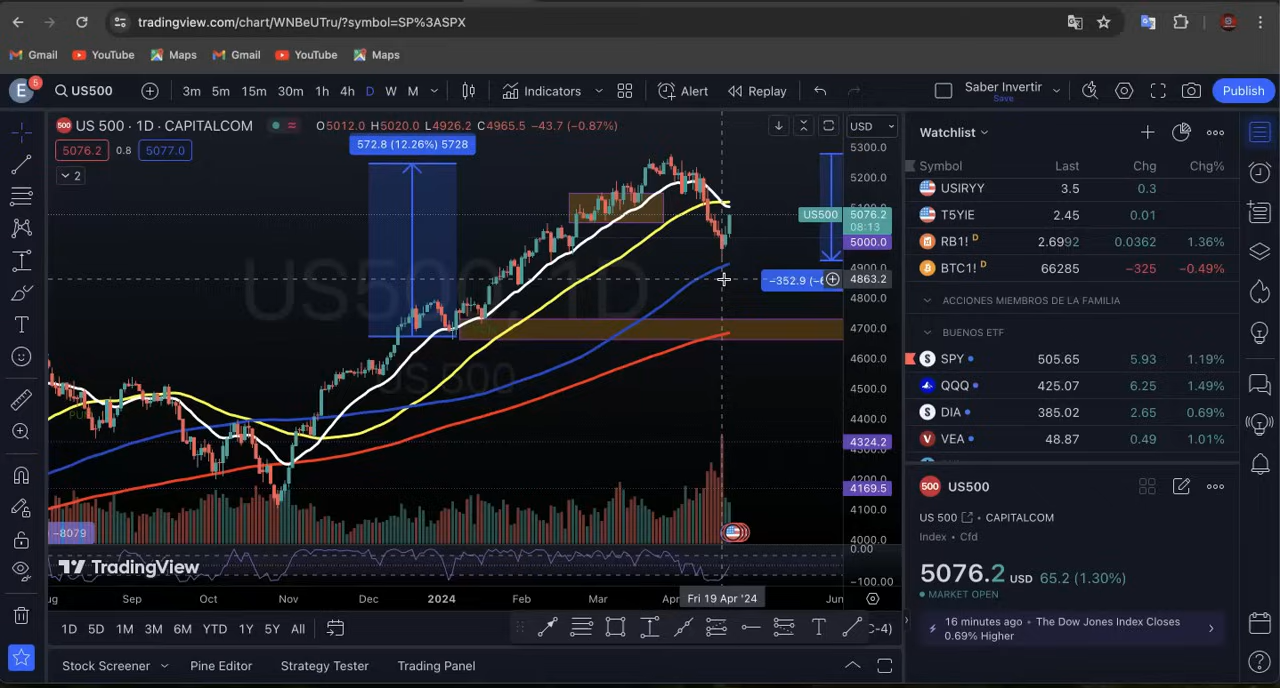 tradingview.com/chart/WNBeUTru/?symbol=SP%3ASPX
Gmail YouTube Maps Gmail YouTube Maps
E 5 US500 3m 5m 15m 30m 1h 4h D W M Indicators Alert Replay Saber Invertir Save Publish
500 US 500 · 1D · CAPITALCOM O5012.0 H5020.0 L4926.2 C4965.5 −43.7 (−0.87%)
5076.2 0.8 5077.0
2
572.8 (12.26%) 5728
US500, 1D
US 500
USD
5300.0
5200.0
5100.0
US500 5076.2
08:13
5000.0
4900.0
4863.2
4800.0
4700.0
4600.0
4500.0
4400.0
4324.2
4200.0
4169.5
4100.0
4000.0
0.00
−100.00
−8079
TradingView
Sep Oct Nov Dec 2024 Feb Mar Apr Fri 19 Apr '24 Jun
1D 5D 1M 3M 6M YTD 1Y 5Y All
Stock Screener Pine Editor Strategy Tester Trading Panel
Watchlist
Symbol Last Chg Chg%
USIRYY 3.5 0.3
T5YIE 2.45 0.01
RB1! D 2.6992 0.0362 1.36%
BTC1! D 66285 −325 −0.49%
ACCIONES MIEMBROS DE LA FAMILIA
BUENOS ETF
SPY 505.65 5.93 1.19%
QQQ 425.07 6.25 1.49%
DIA 385.02 2.65 0.69%
VEA 48.87 0.49 1.01%
500 US500
US 500 • CAPITALCOM
Index • Cfd
5076.2 USD 65.2 (1.30%)
MARKET OPEN
16 minutes ago • The Dow Jones Index Closes
0.69% Higher